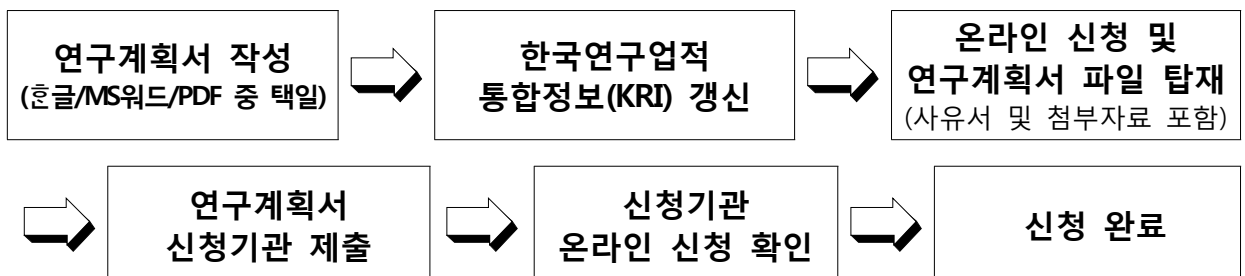 연구계획서 작성
(흔글/MS워드/PDF 중 택일)
한국연구업적
통합정보(KRI) 갱신
온라인 신청 및
연구계획서 파일 탑재
(사유서 및 첨부자료 포함)
연구계획서
신청기관 제출
신청기관
온라인 신청 확인
신청 완료